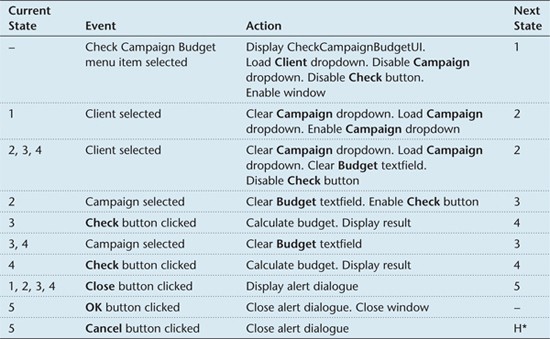 Current State Event Action Next State
– Check Campaign Budget Display CheckCampaignBudgetUI. 1
menu item selected Load Client dropdown. Disable Campaign
dropdown. Disable Check button.
Enable window
1 Client selected Clear Campaign dropdown. Load Campaign 2
dropdown. Enable Campaign dropdown
2, 3, 4 Client selected Clear Campaign dropdown. Load Campaign 2
dropdown. Clear Budget textfield.
Disable Check button
2 Campaign selected Clear Budget textfield. Enable Check button 3
3 Check button clicked Calculate budget. Display result 4
3, 4 Campaign selected Clear Budget textfield 3
4 Check button clicked Calculate budget. Display result 4
1, 2, 3, 4 Close button clicked Display alert dialogue 5
5 OK button clicked Close alert dialogue. Close window –
5 Cancel button clicked Close alert dialogue H*